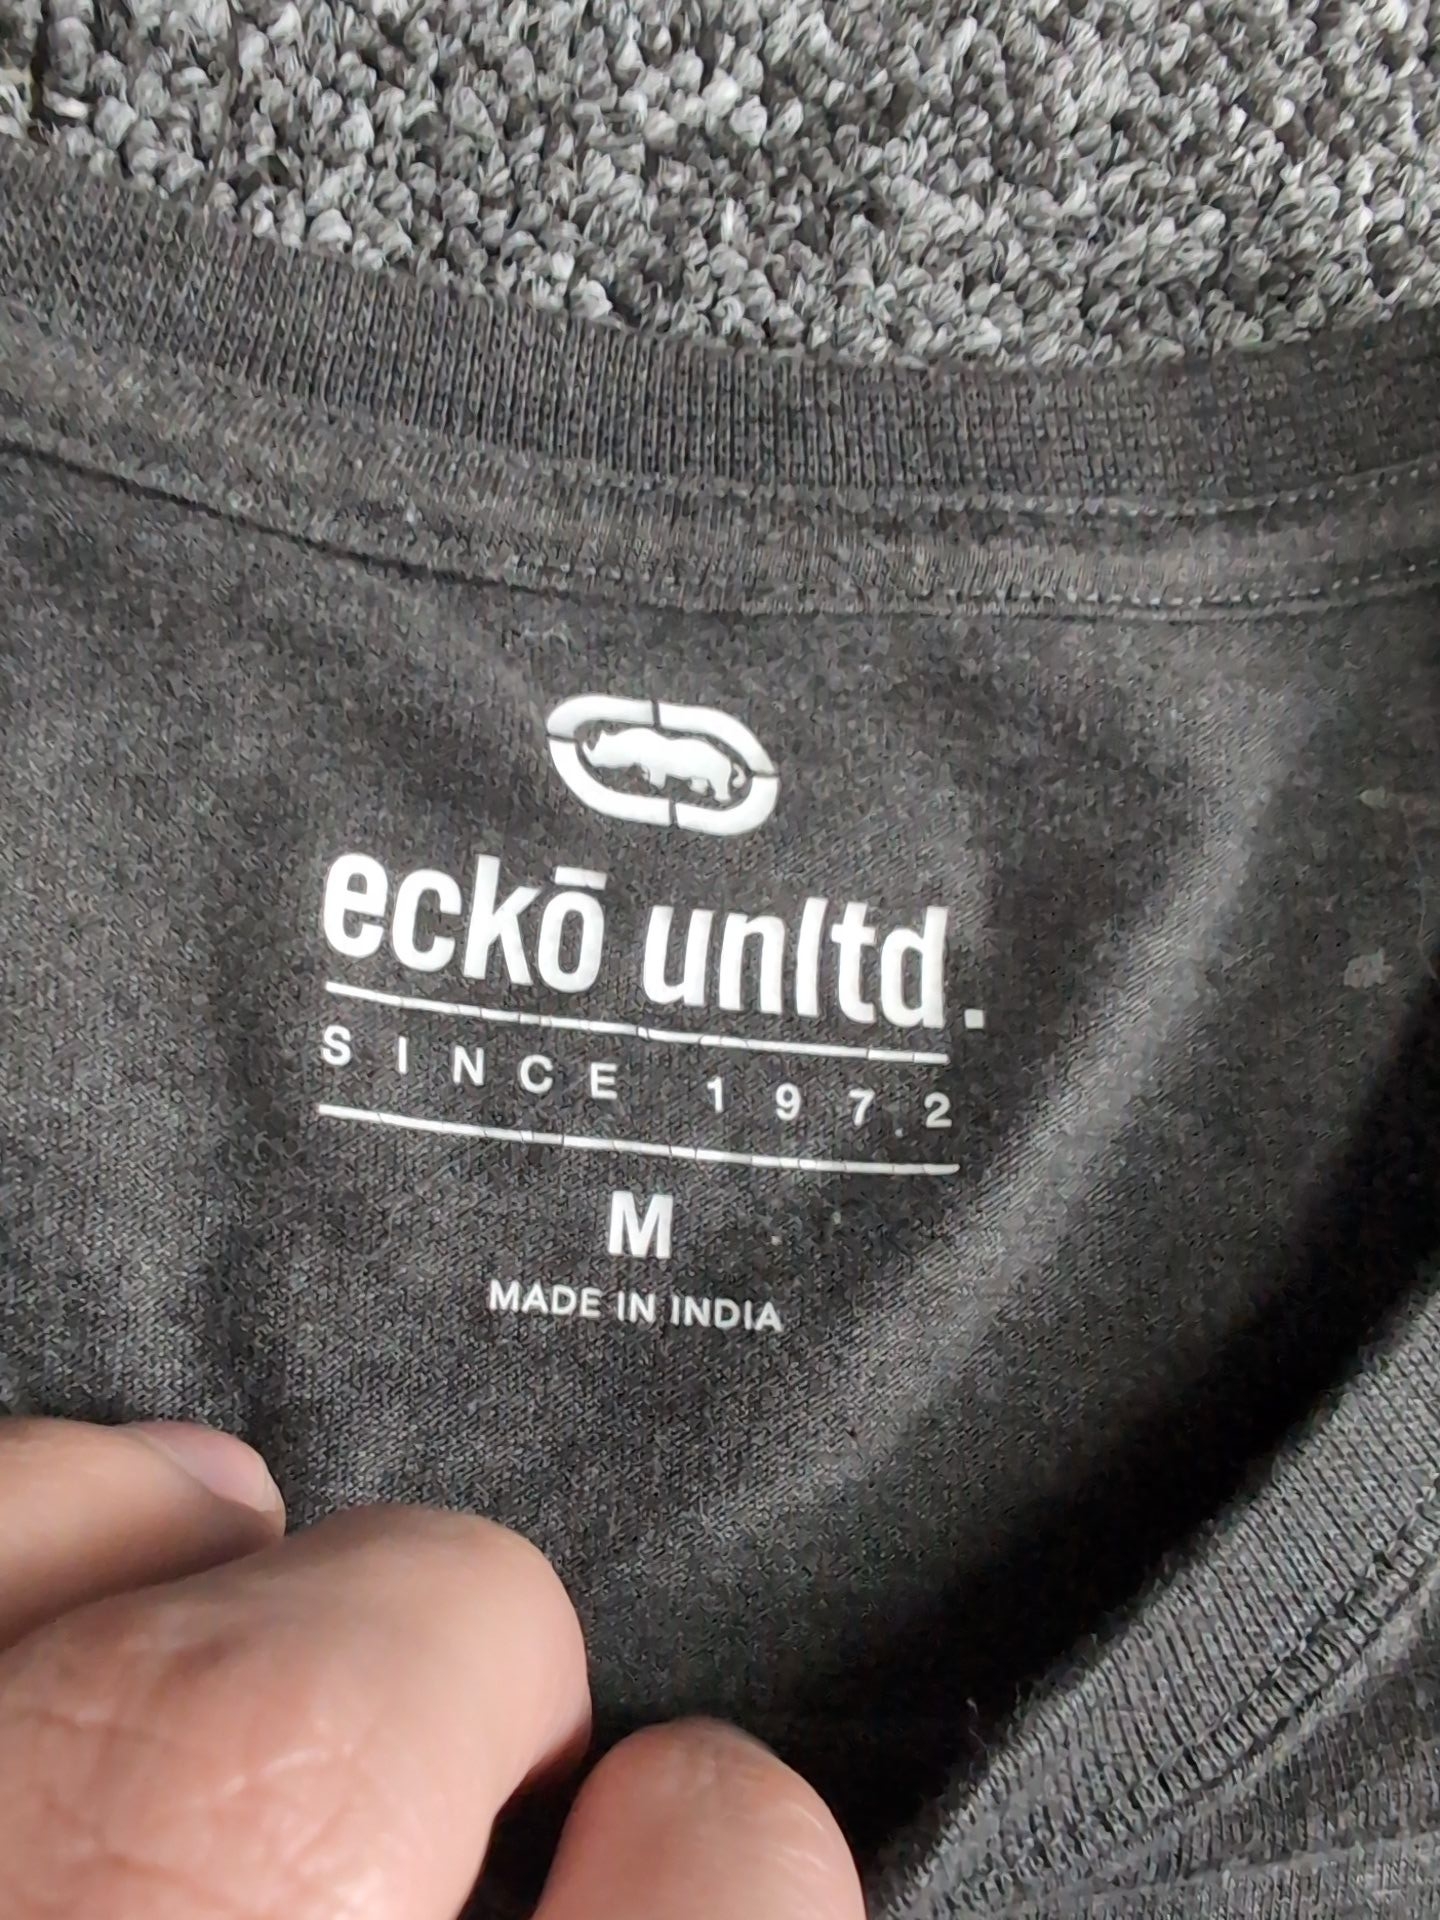 eckō unltd.
SINCE 1972
M
MADE IN INDIA